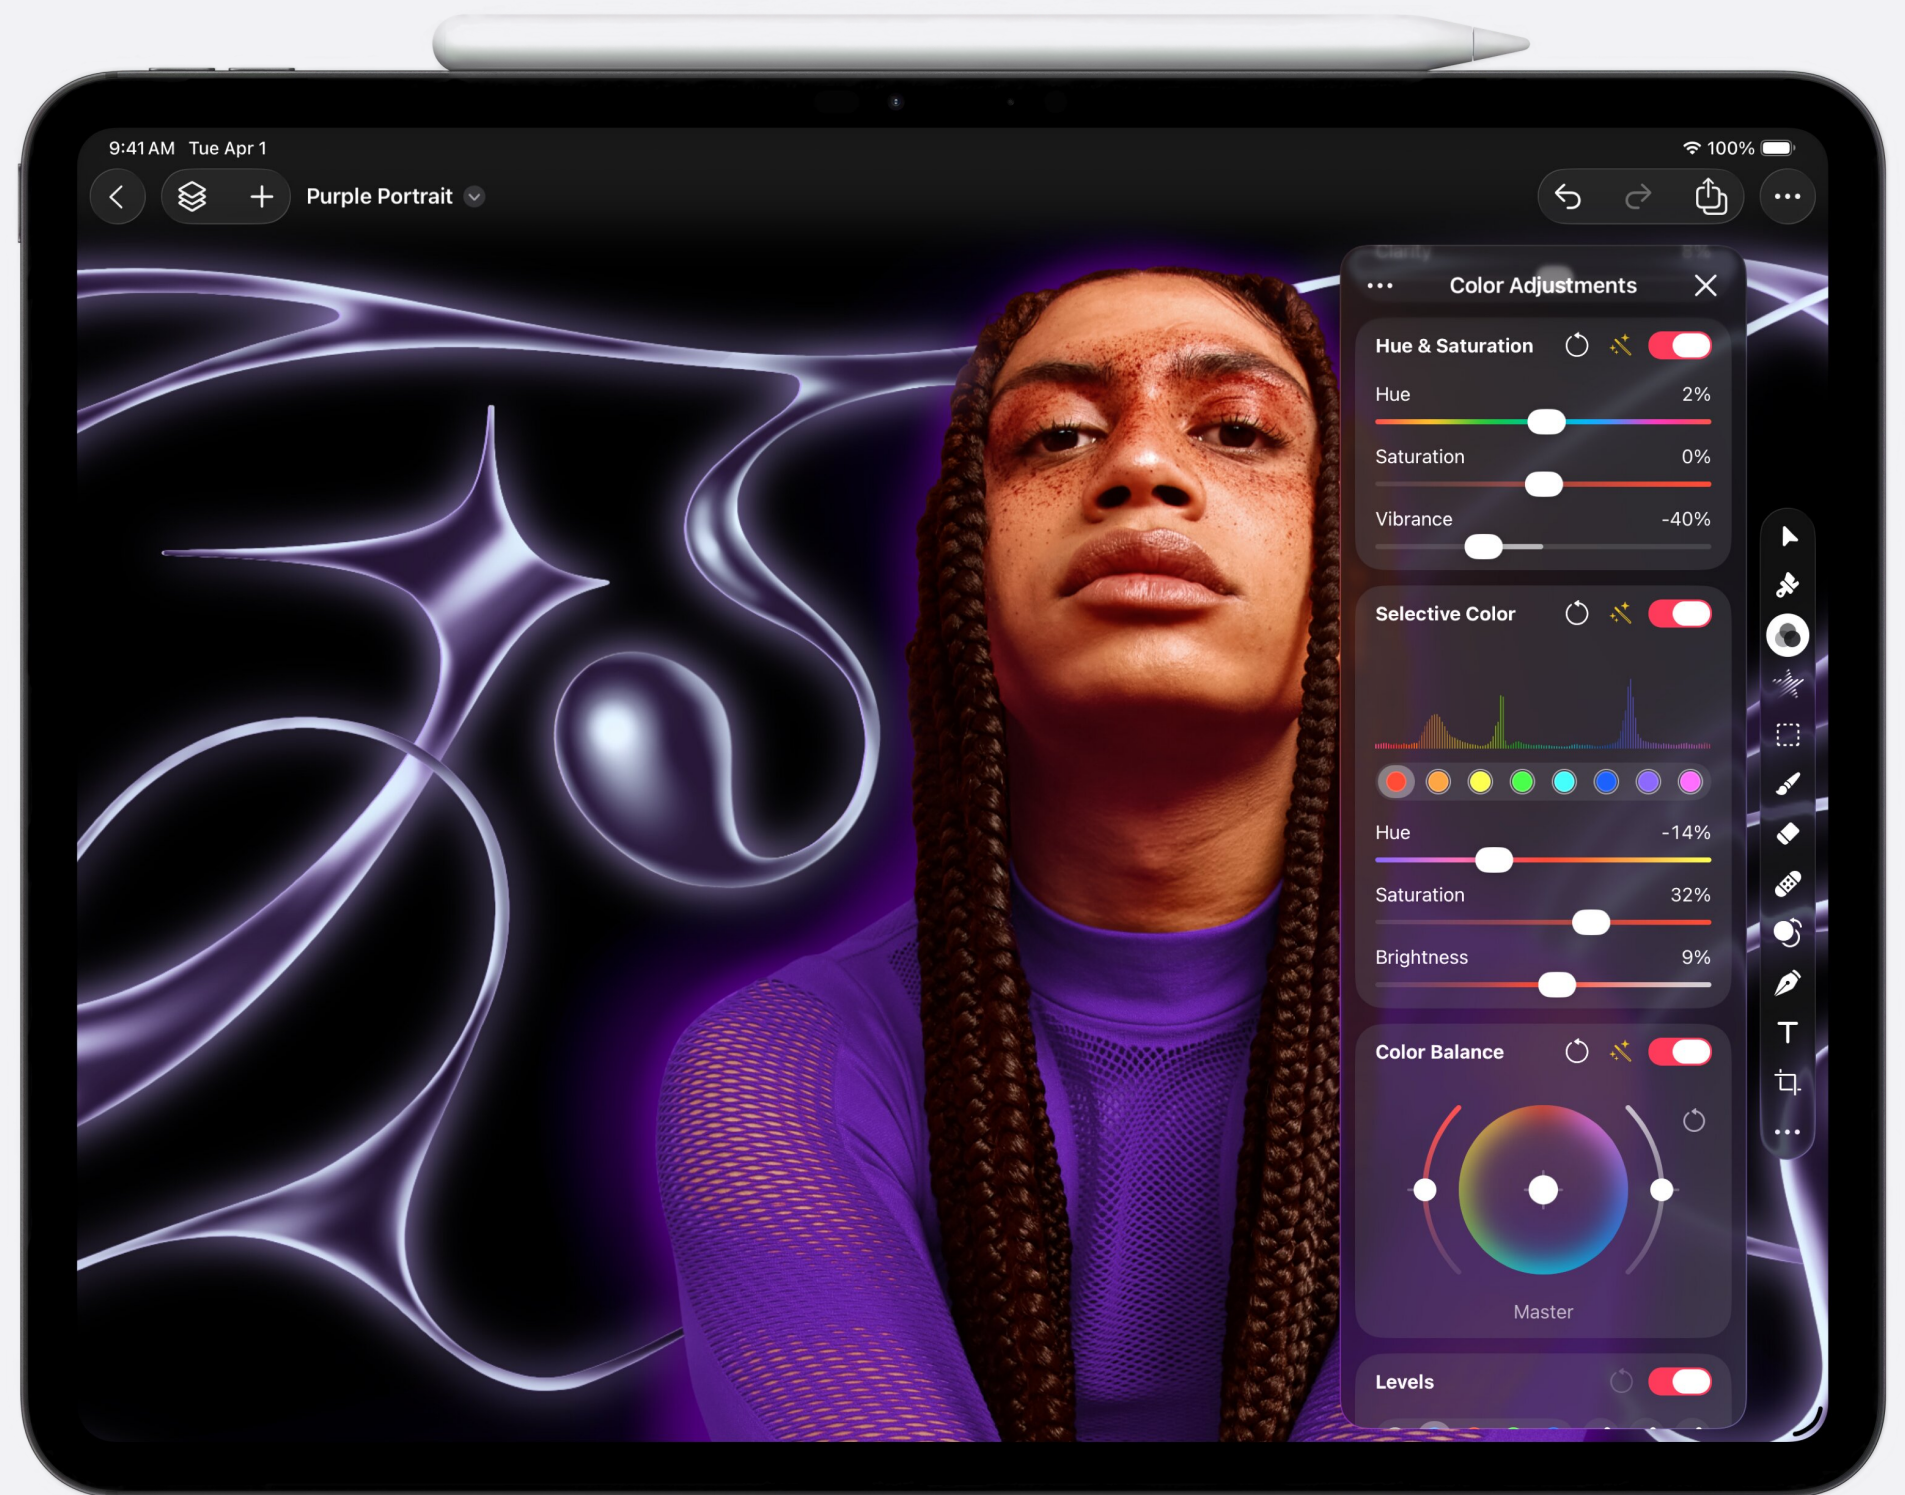 9:41 AM Tue Apr 1
100%
Purple Portrait
Clarity
Color Adjustments
Hue & Saturation
Hue 2%
Saturation 0%
Vibrance -40%
Selective Color
Hue -14%
Saturation 32%
Brightness 9%
Color Balance
Master
Levels
T